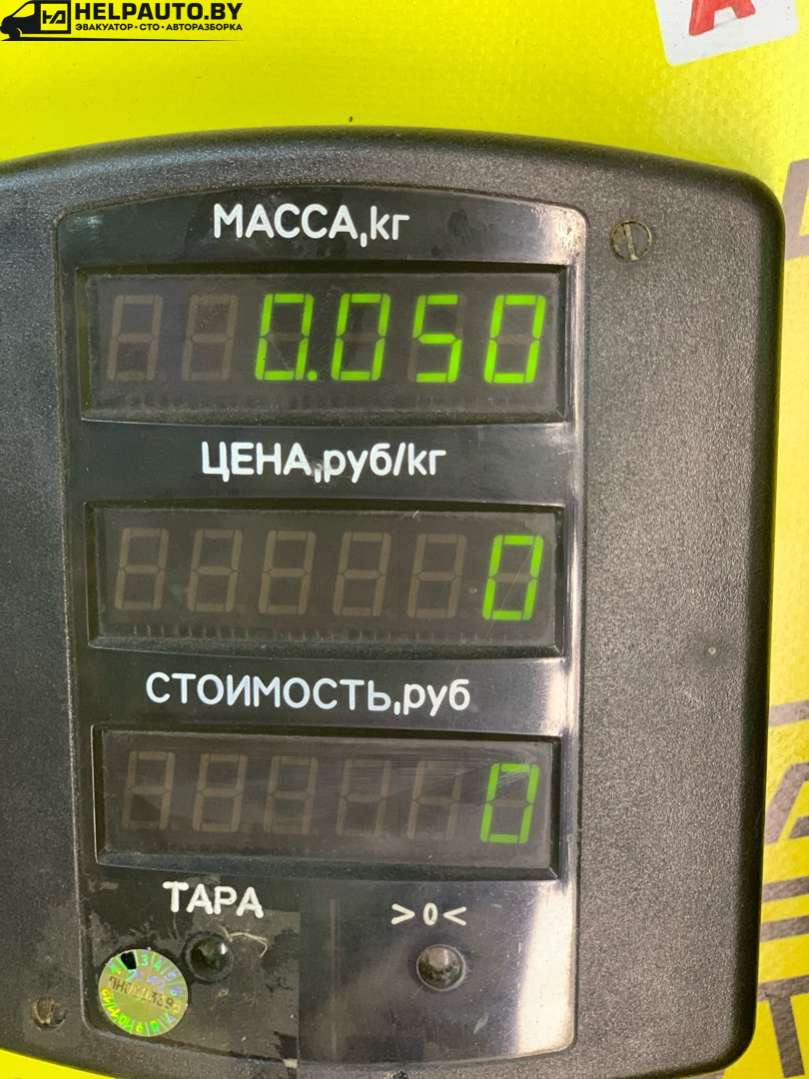 HELPAUTO.BY
ЭВАКУАТОР•СТО•АВТОРАЗБОРКА
А
МАССА,кг
0.050
ЦЕНА,руб/кг
0
СТОИМОСТЬ,руб
0
ТАРА
>0<